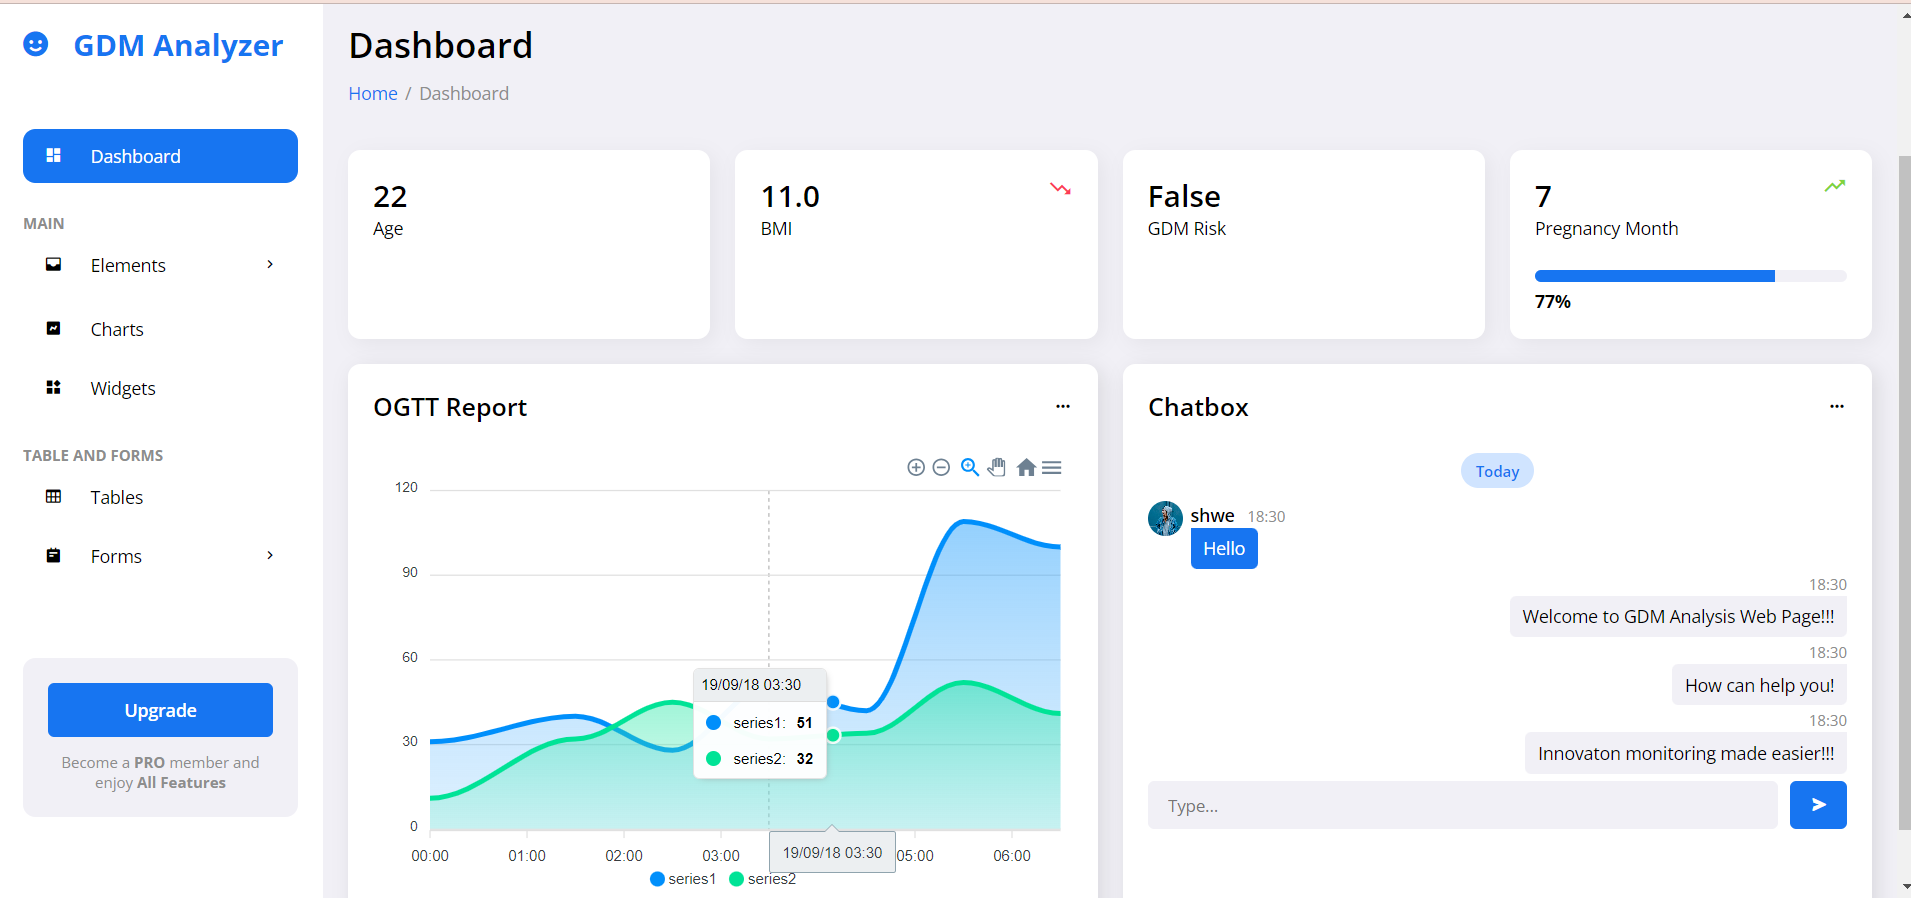 GDM Analyzer
Dashboard
MAIN
Elements
Charts
Widgets
TABLE AND FORMS
Tables
Forms
Upgrade
Become a PRO member and
enjoy All Features
Dashboard
Home / Dashboard
22
Age
11.0
BMI
False
GDM Risk
7
Pregnancy Month
77%
OGTT Report
120
90
60
30
0
19/09/18 03:30
series1: 51
series2: 32
00:00 01:00 02:00 03:00 19/09/18 03:30 05:00 06:00
series1 series2
Chatbox
Today
shwe 18:30
Hello
18:30
Welcome to GDM Analysis Web Page!!!
18:30
How can help you!
18:30
Innovaton monitoring made easier!!!
Type...